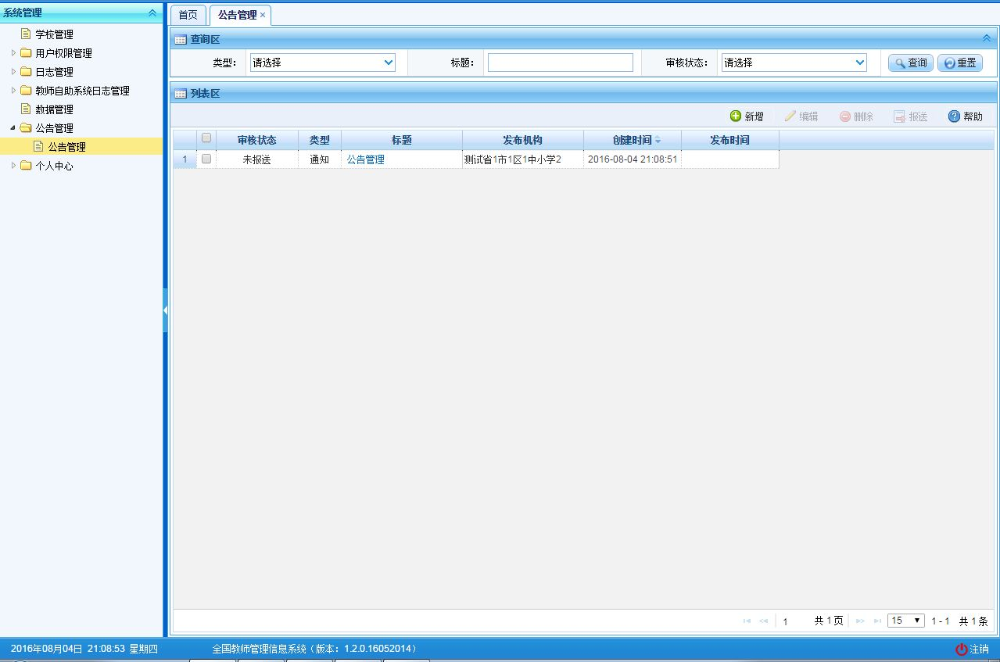 系统管理
学校管理
用户权限管理
日志管理
教师自助系统日志管理
数据管理
公告管理
公告管理
个人中心
首页 公告管理 ×
查询区
类型: 请选择 标题: 审核状态: 请选择 查询 重置
列表区
新增 编辑 删除 报送 帮助
审核状态 类型 标题 发布机构 创建时间 发布时间
1 未报送 通知 公告管理 测试省1市1区1中小学2 2016-08-04 21:08:51
1 共 1 页 15 1 - 1 共 1 条
2016年08月04日 21:08:53 星期四 全国教师管理信息系统（版本：1.2.0.16052014） 注销